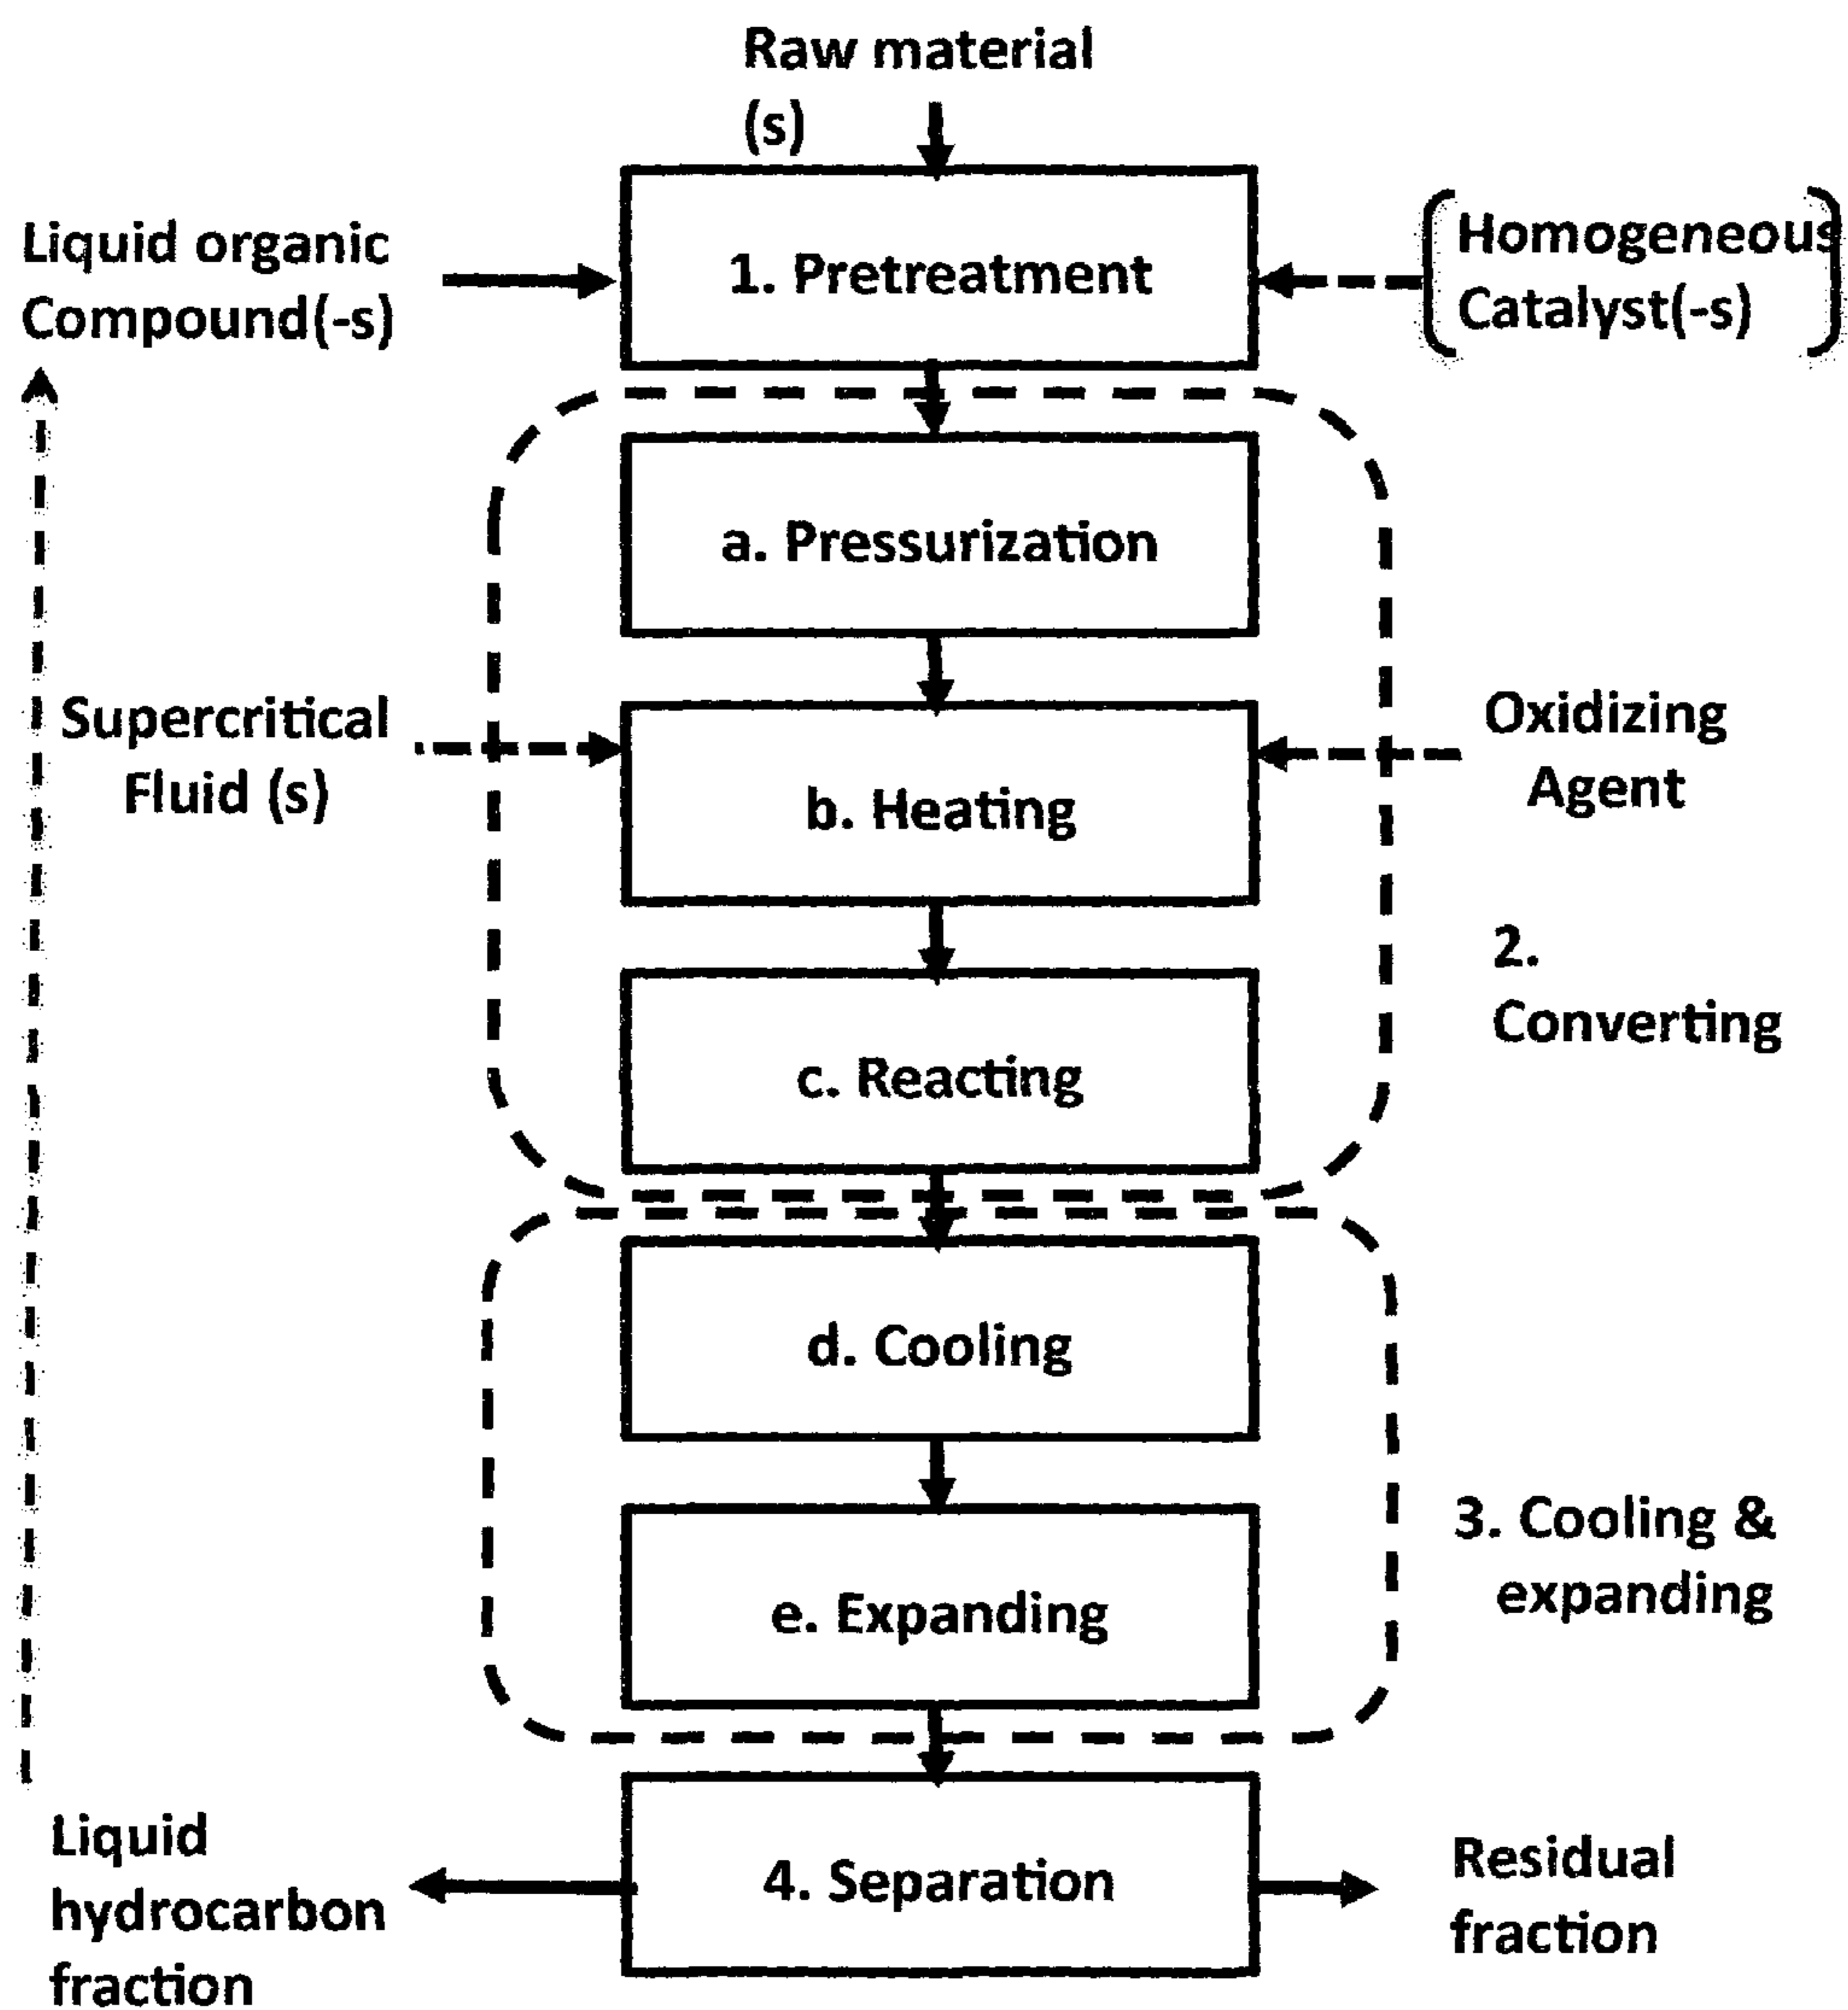 Raw material
(s)
Liquid organic
Compound(-s)
1. Pretreatment
Homogeneous
Catalyst(-s)
a. Pressurization
Supercritical
Fluid (s)
b. Heating
Oxidizing
Agent
2.
Converting
c. Reacting
d. Cooling
3. Cooling &
expanding
e. Expanding
Liquid
hydrocarbon
fraction
4. Separation
Residual
fraction